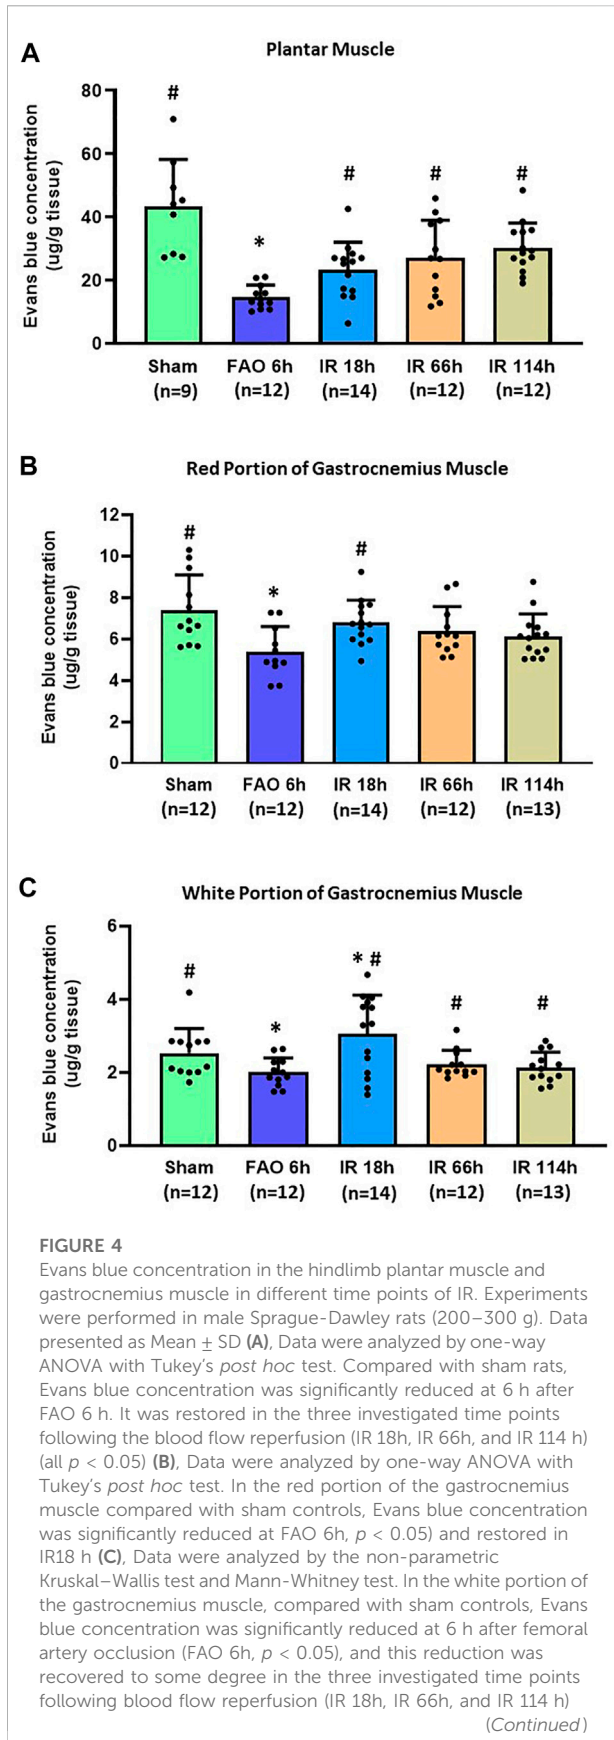 A
Plantar Muscle
Evans blue concentration
(ug/g tissue)
80
60
40
20
0
#
*
#
#
#
Sham
(n=9)
FAO 6h
(n=12)
IR 18h
(n=14)
IR 66h
(n=12)
IR 114h
(n=12)
B
Red Portion of Gastrocnemius Muscle
Evans blue concentration
(ug/g tissue)
12
10
8
6
4
2
0
#
*
#
Sham
(n=12)
FAO 6h
(n=12)
IR 18h
(n=14)
IR 66h
(n=12)
IR 114h
(n=13)
C
White Portion of Gastrocnemius Muscle
Evans blue concentration
(ug/g tissue)
6
4
2
0
#
*
* #
#
#
Sham
(n=12)
FAO 6h
(n=12)
IR 18h
(n=14)
IR 66h
(n=12)
IR 114h
(n=13)
FIGURE 4
Evans blue concentration in the hindlimb plantar muscle and
gastrocnemius muscle in different time points of IR. Experiments
were performed in male Sprague-Dawley rats (200–300 g). Data
presented as Mean ± SD (A), Data were analyzed by one-way
ANOVA with Tukey’s post hoc test. Compared with sham rats,
Evans blue concentration was significantly reduced at 6 h after
FAO 6 h. It was restored in the three investigated time points
following the blood flow reperfusion (IR 18h, IR 66h, and IR 114 h)
(all p < 0.05) (B), Data were analyzed by one-way ANOVA with
Tukey’s post hoc test. In the red portion of the gastrocnemius
muscle compared with sham controls, Evans blue concentration
was significantly reduced at FAO 6h, p < 0.05) and restored in
IR18 h (C), Data were analyzed by the non-parametric
Kruskal–Wallis test and Mann-Whitney test. In the white portion of
the gastrocnemius muscle, compared with sham controls, Evans
blue concentration was significantly reduced at 6 h after femoral
artery occlusion (FAO 6h, p < 0.05), and this reduction was
recovered to some degree in the three investigated time points
following blood flow reperfusion (IR 18h, IR 66h, and IR 114 h)
(Continued)